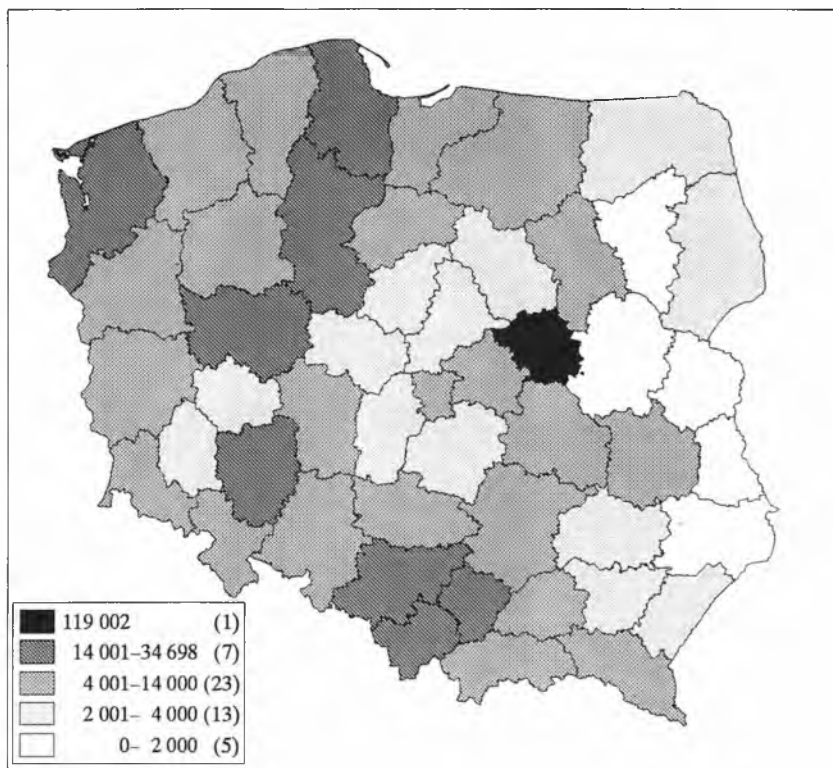 119 002 (1)
14 001–34 698 (7)
4 001–14 000 (23)
2 001– 4 000 (13)
0– 2 000 (5)